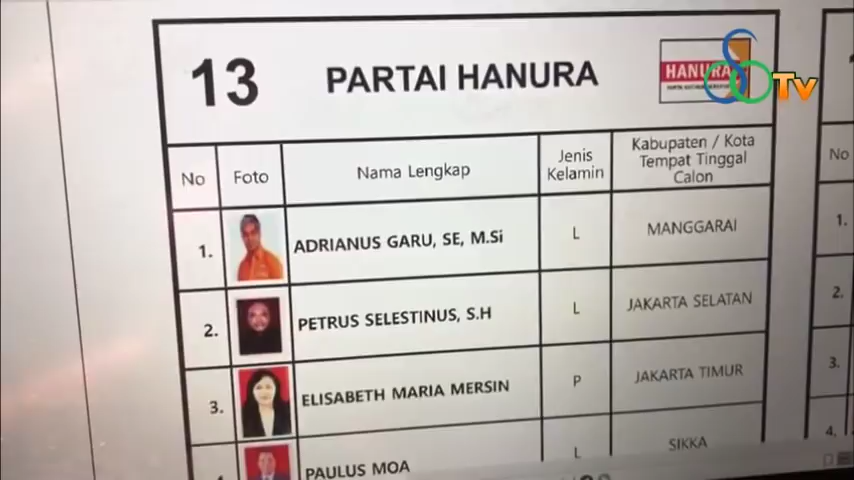 13 PARTAI HANURA
HANURA
SOTv
No Foto Nama Lengkap Jenis Kelamin Kabupaten / Kota Tempat Tinggal Calon
1. ADRIANUS GARU, SE, M.Si L MANGGARAI
2. PETRUS SELESTINUS, S.H L JAKARTA SELATAN
3. ELISABETH MARIA MERSIN P JAKARTA TIMUR
4 PAULUS MOA L SIKKA
No
1.
2.
3.
4.